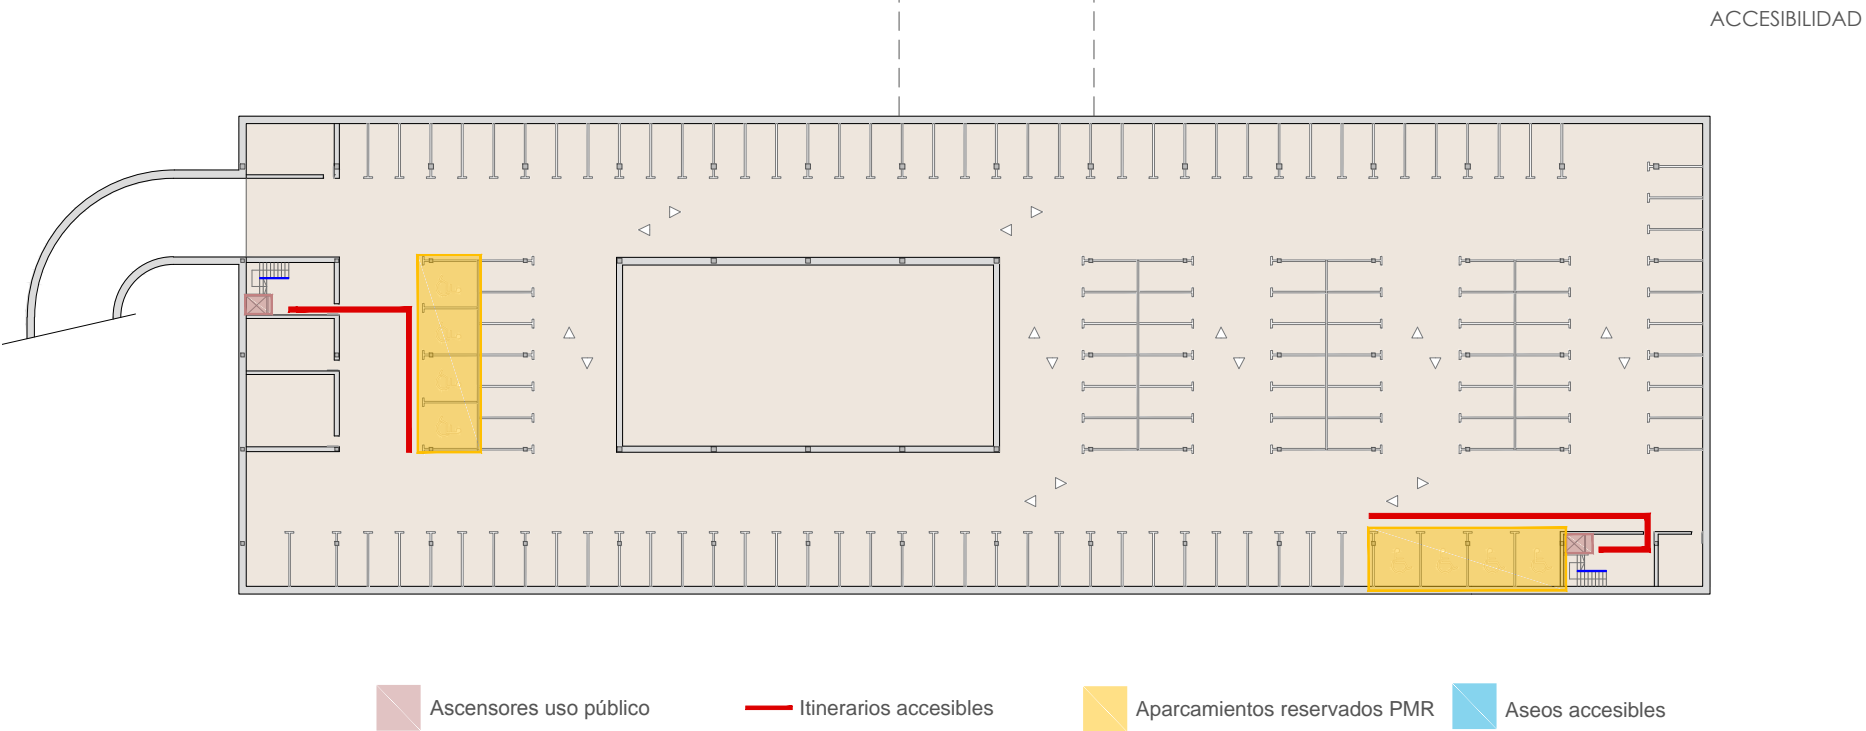 ACCESIBILIDAD
Ascensores uso público
Itinerarios accesibles
Aparcamientos reservados PMR
Aseos accesibles